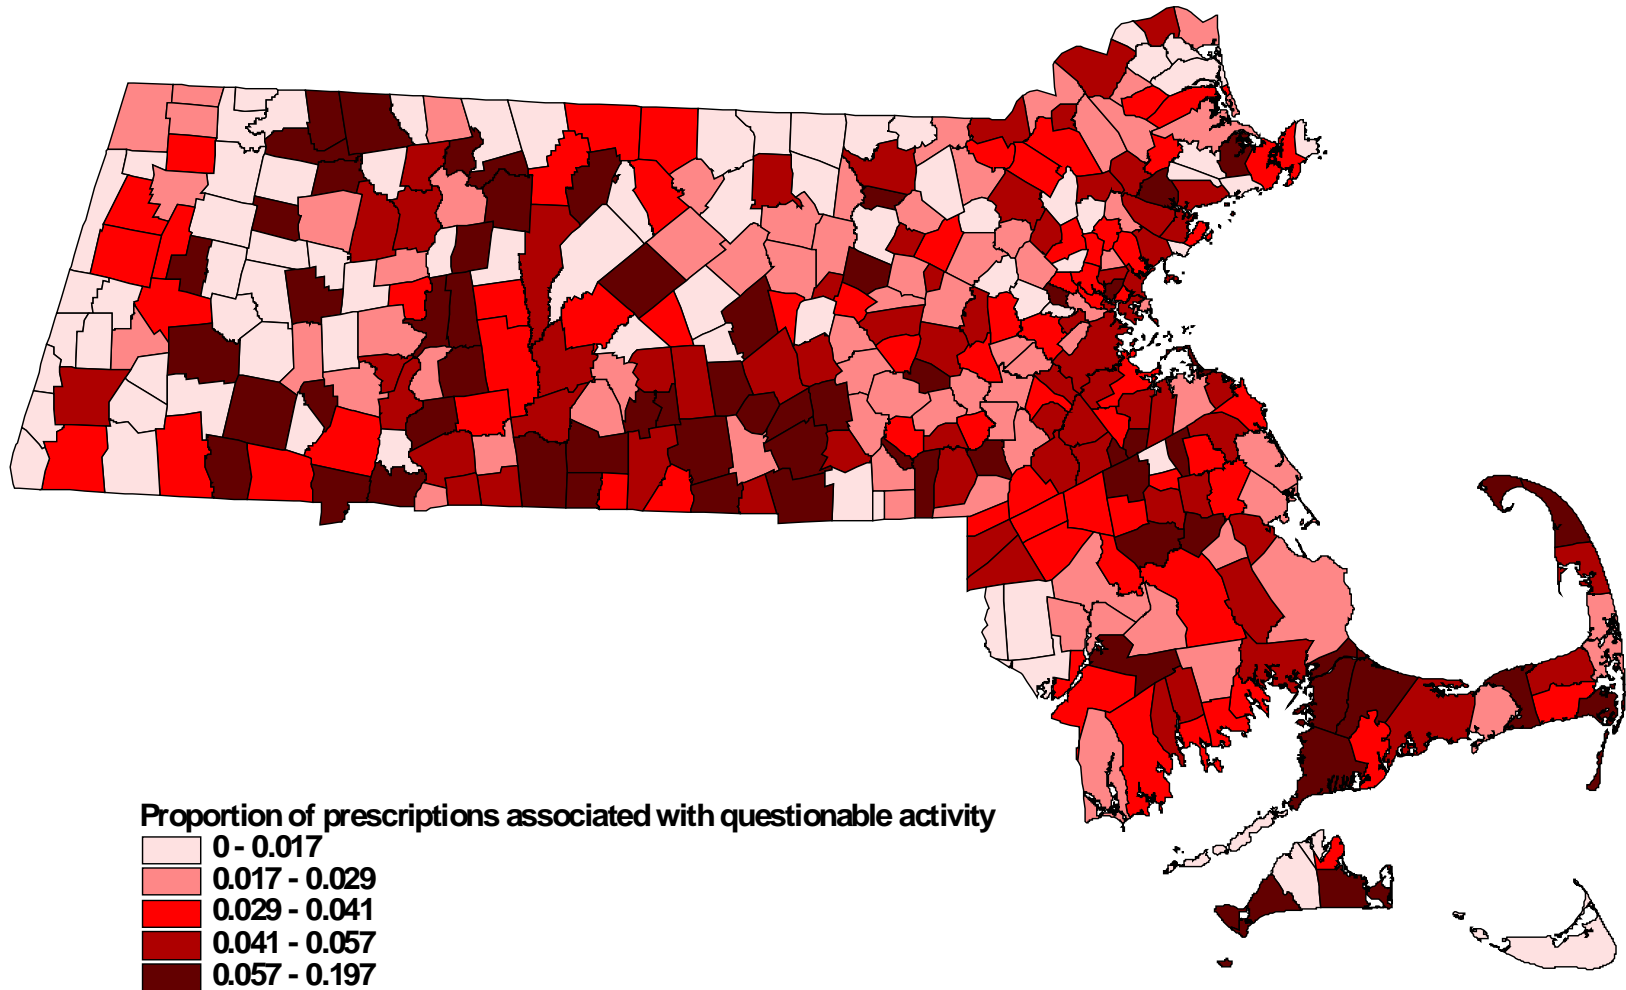 Proportion of prescriptions associated with questionable activity
0 - 0.017
0.017 - 0.029
0.029 - 0.041
0.041 - 0.057
0.057 - 0.197